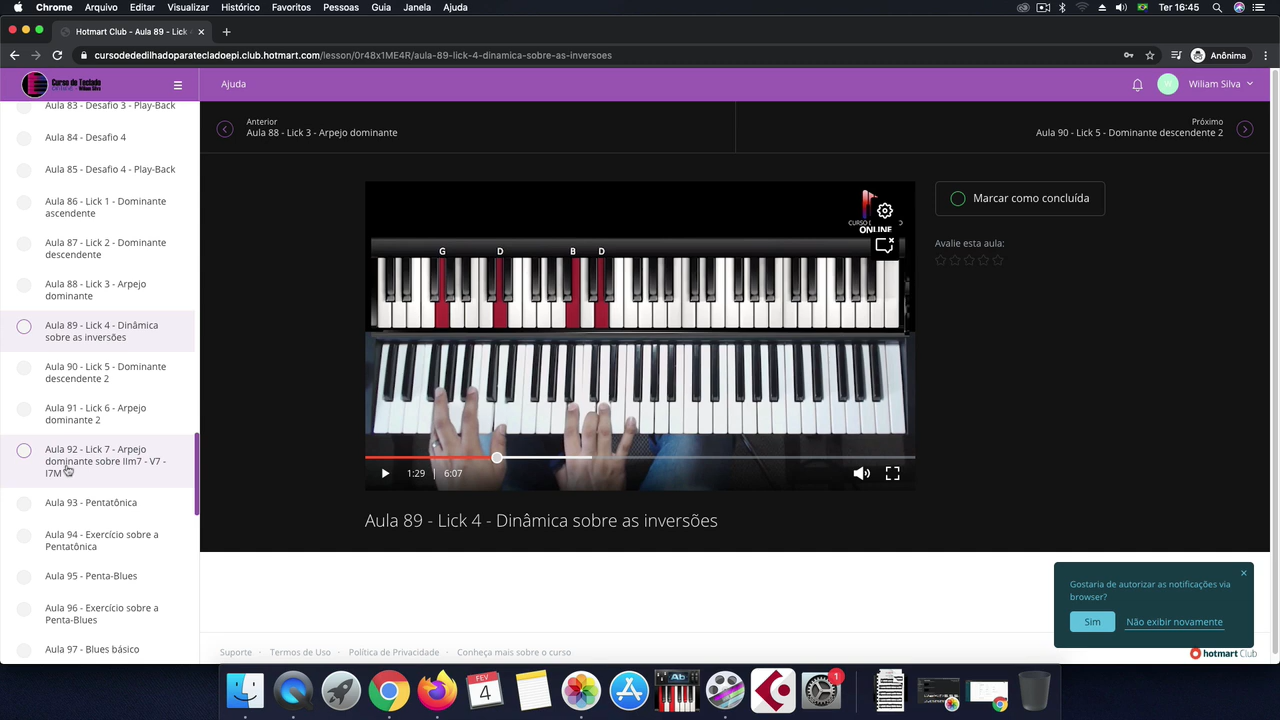 Chrome Arquivo Editar Visualizar Histórico Favoritos Pessoas Guia Janela Ajuda Ter 16:45
Hotmart Club - Aula 89 - Lick 4 -
cursodededilhadoparatecladoepi.club.hotmart.com/lesson/0r48x1ME4R/aula-89-lick-4-dinamica-sobre-as-inversoes
Anônima
Curso de Teclado
Ajuda
Wiliam Silva
Anterior
Aula 88 - Lick 3 - Arpejo dominante
Próximo
Aula 90 - Lick 5 - Dominante descendente 2
Aula 83 - Desafio 3 - Play-Back
Aula 84 - Desafio 4
Aula 85 - Desafio 4 - Play-Back
Aula 86 - Lick 1 - Dominante
ascendente
Aula 87 - Lick 2 - Dominante
descendente
Aula 88 - Lick 3 - Arpejo
dominante
Aula 89 - Lick 4 - Dinâmica
sobre as inversões
Aula 90 - Lick 5 - Dominante
descendente 2
Aula 91 - Lick 6 - Arpejo
dominante 2
Aula 92 - Lick 7 - Arpejo
dominante sobre IIm7 - V7 -
I7M
Aula 93 - Pentatônica
Aula 94 - Exercício sobre a
Pentatônica
Aula 95 - Penta-Blues
Aula 96 - Exercício sobre a
Penta-Blues
Aula 97 - Blues básico
ONLINE
G D B D
1:29 6:07
Marcar como concluída
Avalie esta aula:
Aula 89 - Lick 4 - Dinâmica sobre as inversões
Gostaria de autorizar as notificações via
browser?
Sim Não exibir novamente
Suporte Termos de Uso Política de Privacidade Conheça mais sobre o curso
hotmart Club
FEV
4
Ab
1